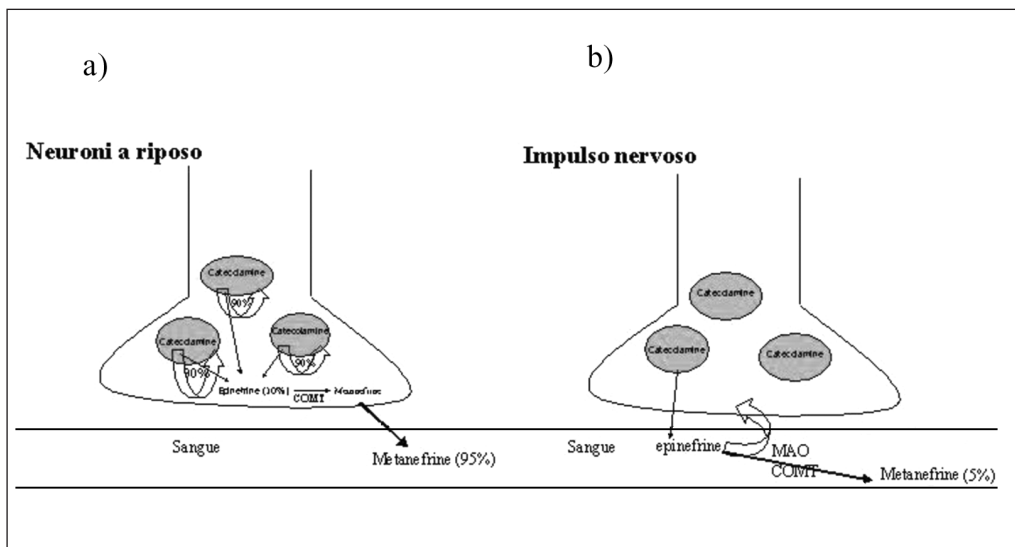 a)
Neuroni a riposo
Catecolamine
90%
Catecolamine
90%
Catecolamine
90%
Epinefrine (10%)
COMT
Metanefrine
Sangue
Metanefrine (95%)
b)
Impulso nervoso
Catecolamine
Catecolamine
Catecolamine
Sangue
epinefrine
MAO
COMT
Metanefrine (5%)